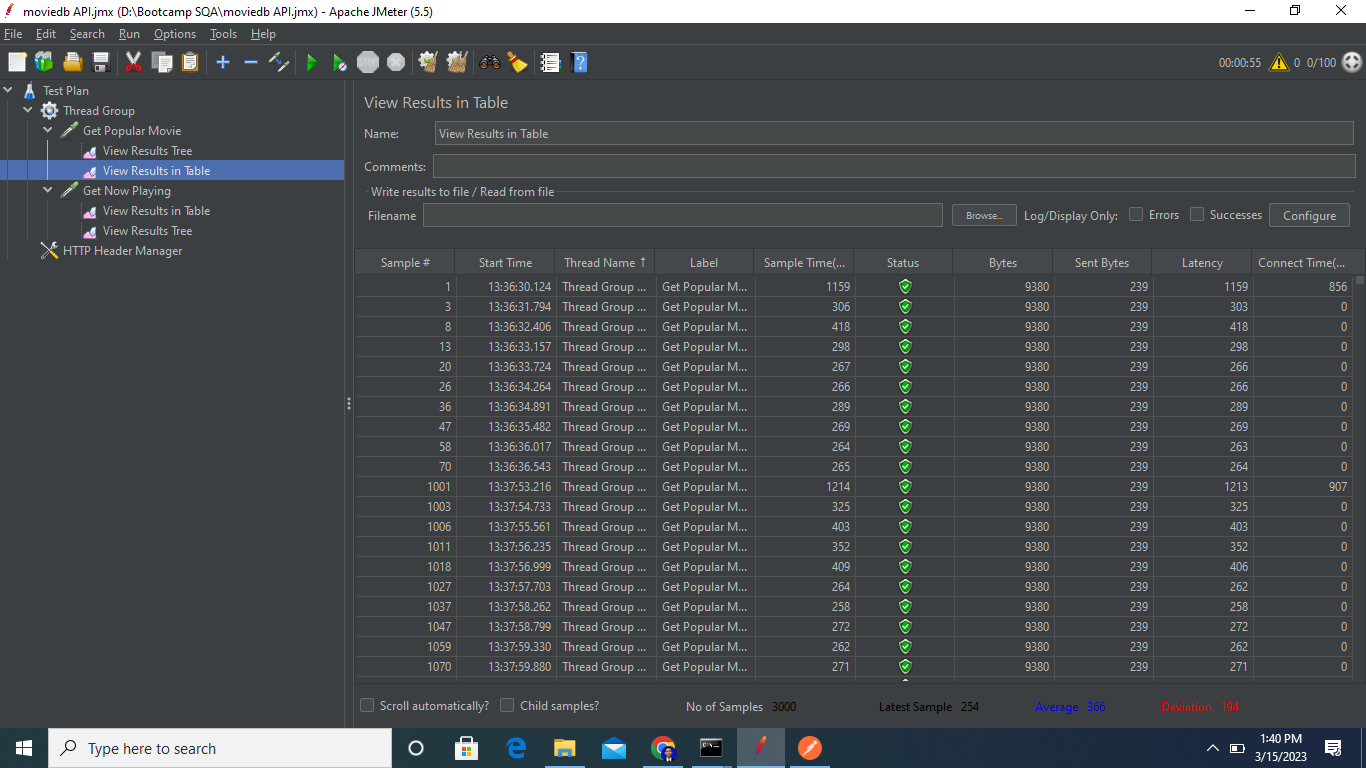 moviedb API.jmx (D:\Bootcamp SQA\moviedb API.jmx) - Apache JMeter (5.5)
File Edit Search Run Options Tools Help
STOP 00:00:55 0 0/100
Test Plan
Thread Group
Get Popular Movie
View Results Tree
View Results in Table
Get Now Playing
View Results in Table
View Results Tree
HTTP Header Manager
View Results in Table
Name: View Results in Table
Comments:
Write results to file / Read from file
Filename Browse... Log/Display Only: Errors Successes Configure
Sample # Start Time Thread Name ↑ Label Sample Time(... Status Bytes Sent Bytes Latency Connect Time(...
1 13:36:30.124 Thread Group ... Get Popular M... 1159 9380 239 1159 856
3 13:36:31.794 Thread Group ... Get Popular M... 306 9380 239 303 0
8 13:36:32.406 Thread Group ... Get Popular M... 418 9380 239 418 0
13 13:36:33.157 Thread Group ... Get Popular M... 298 9380 239 298 0
20 13:36:33.724 Thread Group ... Get Popular M... 267 9380 239 266 0
26 13:36:34.264 Thread Group ... Get Popular M... 266 9380 239 266 0
36 13:36:34.891 Thread Group ... Get Popular M... 289 9380 239 289 0
47 13:36:35.482 Thread Group ... Get Popular M... 269 9380 239 269 0
58 13:36:36.017 Thread Group ... Get Popular M... 264 9380 239 263 0
70 13:36:36.543 Thread Group ... Get Popular M... 265 9380 239 264 0
1001 13:37:53.216 Thread Group ... Get Popular M... 1214 9380 239 1213 907
1003 13:37:54.733 Thread Group ... Get Popular M... 325 9380 239 325 0
1006 13:37:55.561 Thread Group ... Get Popular M... 403 9380 239 403 0
1011 13:37:56.235 Thread Group ... Get Popular M... 352 9380 239 352 0
1018 13:37:56.999 Thread Group ... Get Popular M... 409 9380 239 406 0
1027 13:37:57.703 Thread Group ... Get Popular M... 264 9380 239 262 0
1037 13:37:58.262 Thread Group ... Get Popular M... 258 9380 239 258 0
1047 13:37:58.799 Thread Group ... Get Popular M... 272 9380 239 272 0
1059 13:37:59.330 Thread Group ... Get Popular M... 262 9380 239 262 0
1070 13:37:59.880 Thread Group ... Get Popular M... 271 9380 239 271 0
Scroll automatically? Child samples? No of Samples 3000 Latest Sample 254 Average 366 Deviation 194
Type here to search
1:40 PM
3/15/2023